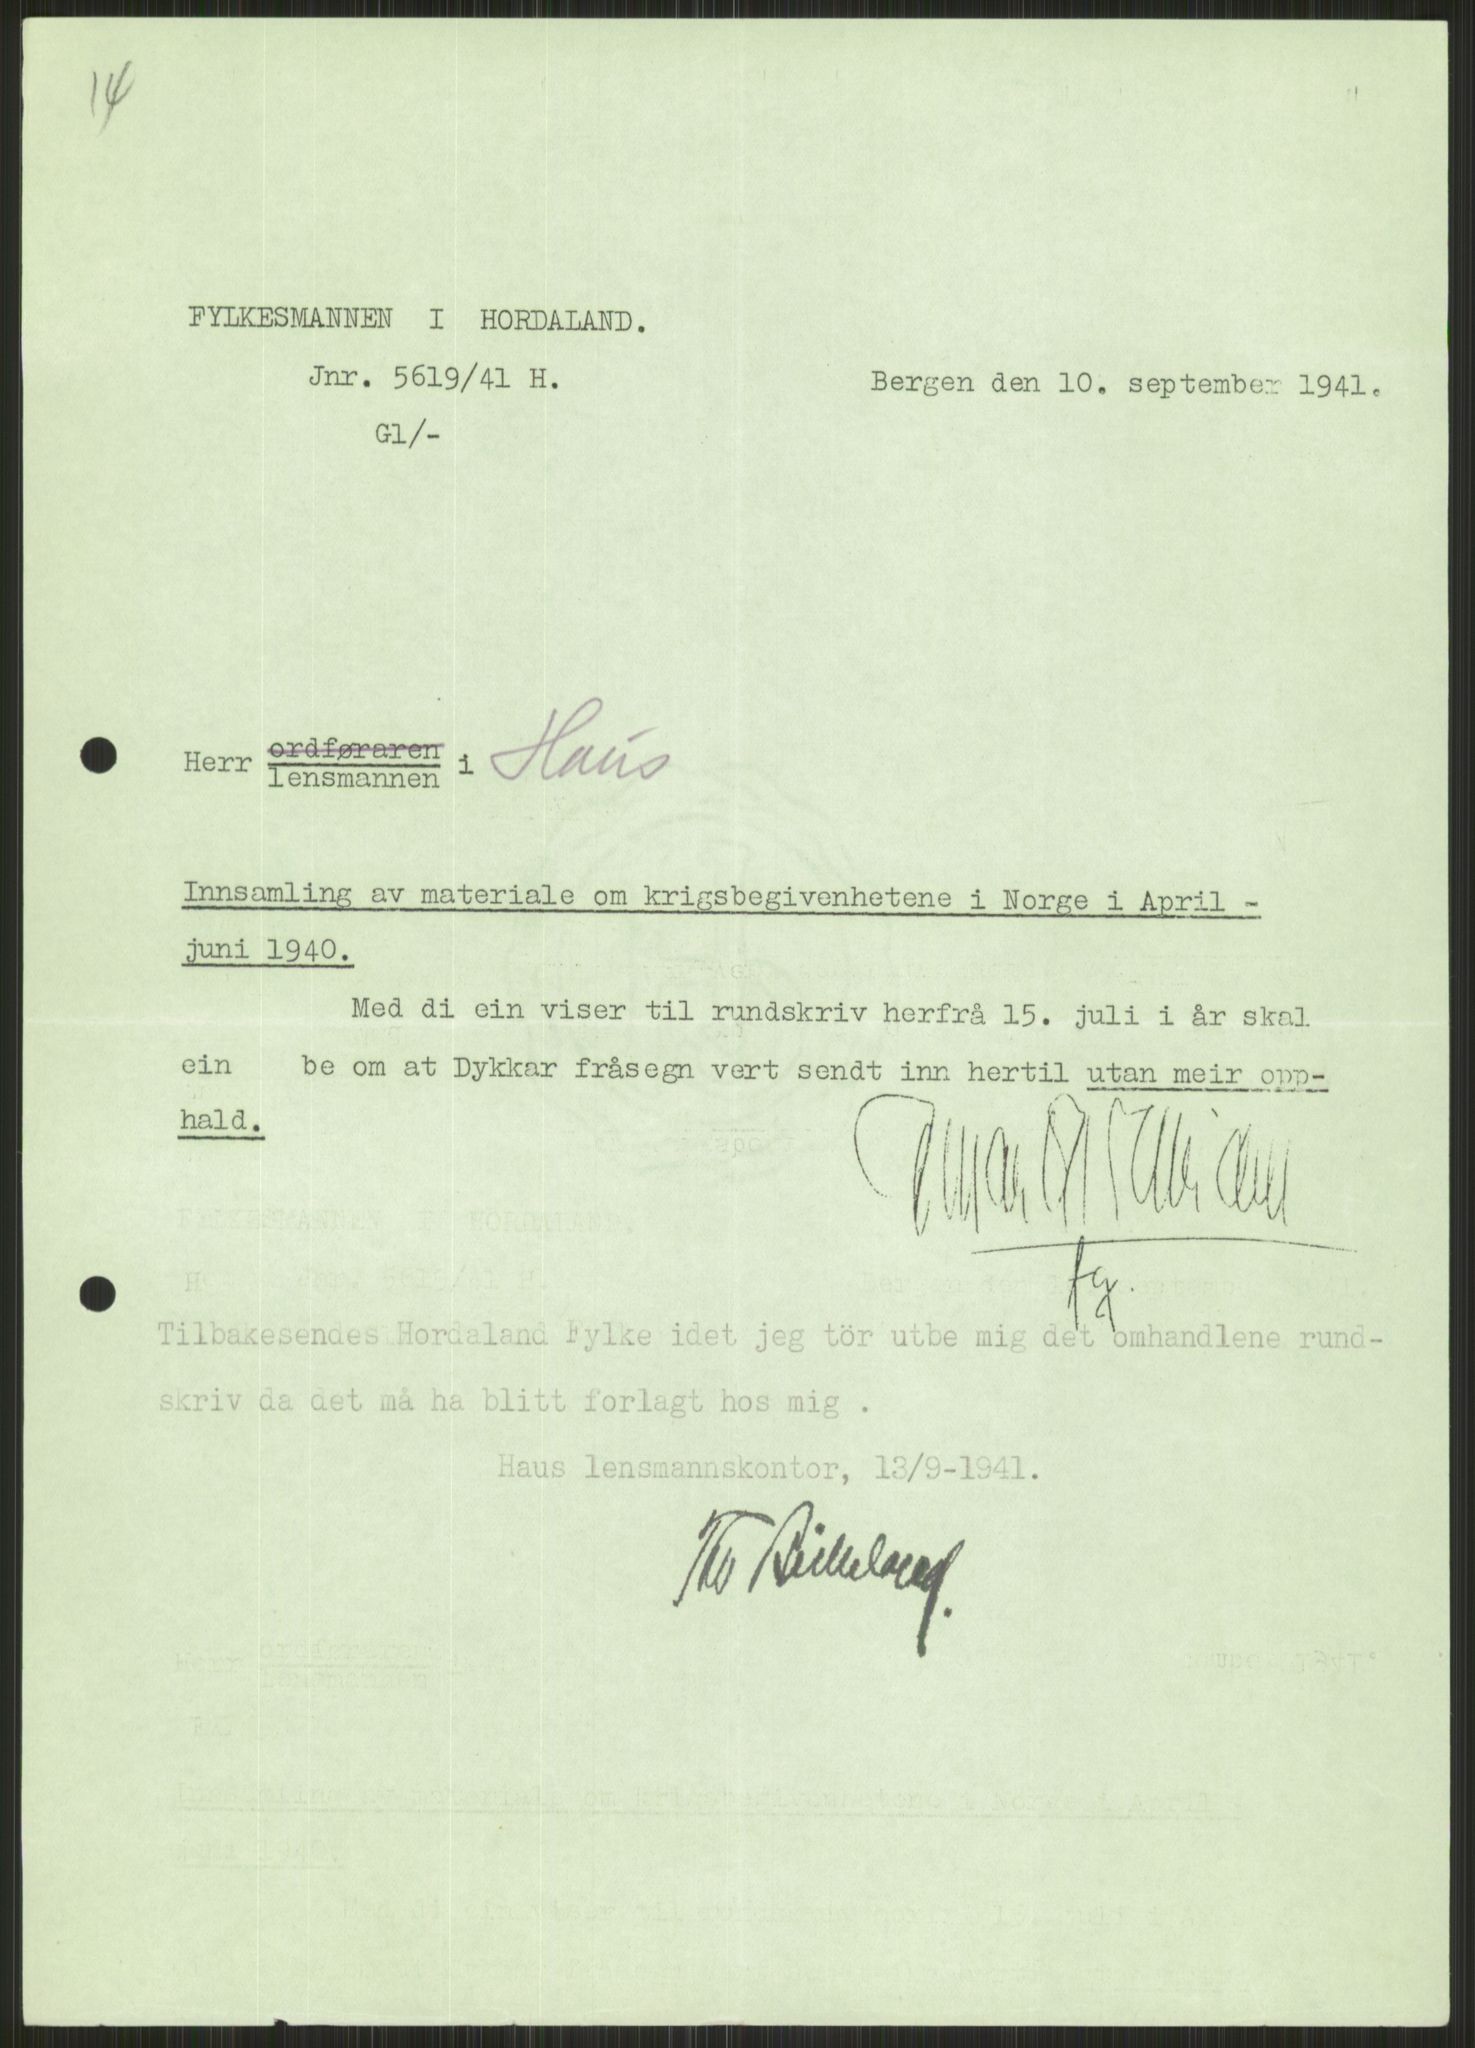 14
FYLKESMANNEN I HORDALAND.
Jnr. 5619/41 H.
Bergen den 10. september 1941.
Gl/-
ordføraren
Herr i Haus
lensmannen
Innsamling av materiale om krigsbegivenhetene i Norge i April -
juni 1940.
Med di ein viser til rundskriv herfrå 15. juli i år skal
ein be om at Dykkar fråsegn vert sendt inn hertil utan meir opp-
hald.
fg.
Tilbakesendes Hordaland Fylke idet jeg tör utbe mig det omhandlene rund-
skriv da det må ha blitt forlagt hos mig .
Haus lensmannskontor, 13/9-1941.